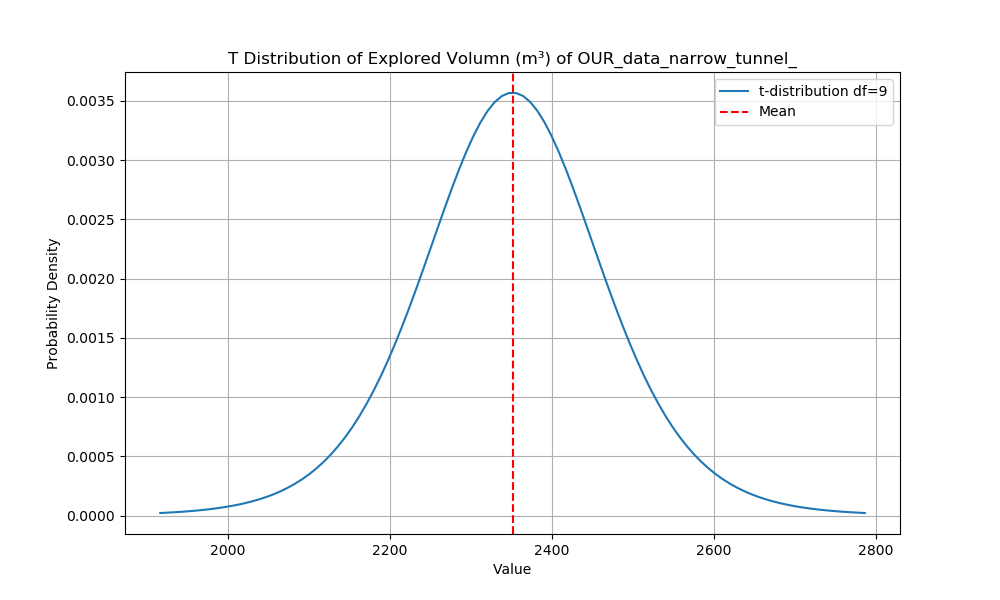 T Distribution of Explored Volumn (m³) of OUR_data_narrow_tunnel_
t-distribution df=9
Mean
0.0035
0.0030
0.0025
0.0020
0.0015
0.0010
0.0005
0.0000
Probability Density
2000 2200 2400 2600 2800
Value